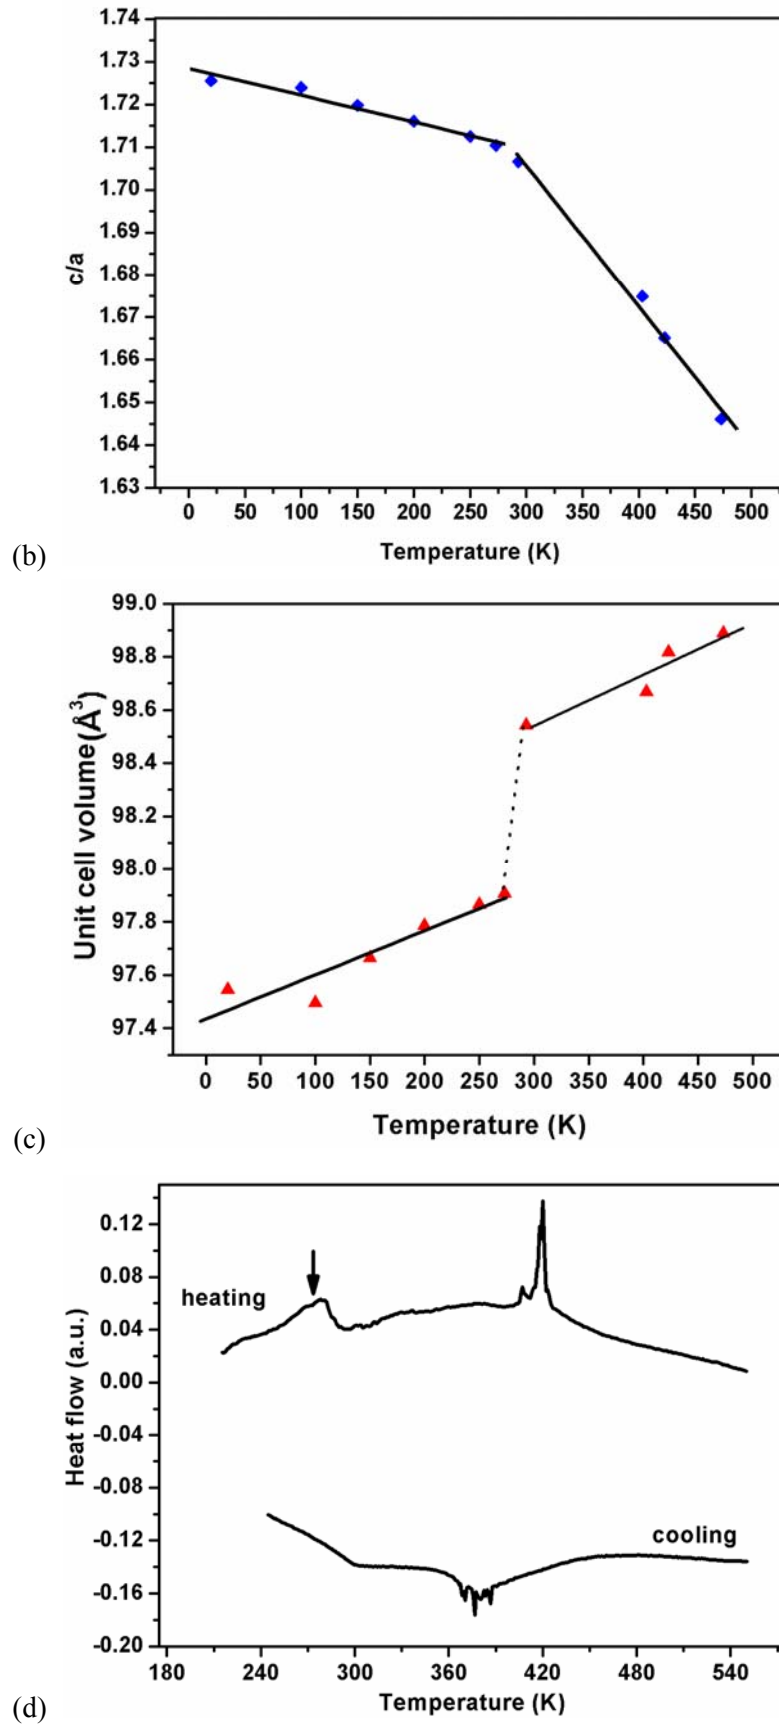 1.74
1.73
1.72
1.71
1.70
1.69
1.68
1.67
1.66
1.65
1.64
1.63
c/a
0 50 100 150 200 250 300 350 400 450 500
Temperature (K)
(b)
99.0
98.8
98.6
98.4
98.2
98.0
97.8
97.6
97.4
Unit cell volume(Å³)
0 50 100 150 200 250 300 350 400 450 500
Temperature (K)
(c)
0.12
0.08
0.04
0.00
-0.04
-0.08
-0.12
-0.16
-0.20
Heat flow (a.u.)
heating
cooling
180 240 300 360 420 480 540
Temperature (K)
(d)